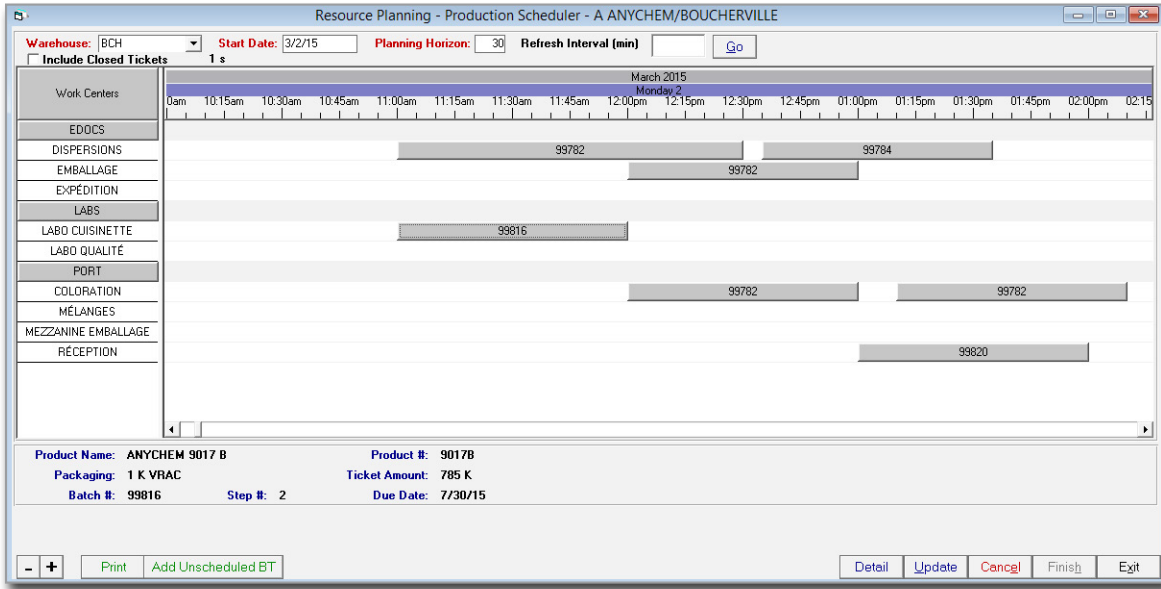 Resource Planning - Production Scheduler - A ANYCHEM/BOUCHERVILLE
Warehouse: BCH Start Date: 3/2/15 Planning Horizon: 30 Refresh Interval (min) Go
Include Closed Tickets 1 s
March 2015
Work Centers Monday 2
0am 10:15am 10:30am 10:45am 11:00am 11:15am 11:30am 11:45am 12:00pm 12:15pm 12:30pm 12:45pm 01:00pm 01:15pm 01:30pm 01:45pm 02:00pm 02:15
EDOCS
DISPERSIONS 99782 99784
EMBALLAGE 99782
EXPÉDITION
LABS
LABO CUISINETTE 99816
LABO QUALITÉ
PORT
COLORATION 99782 99782
MÉLANGES
MEZZANINE EMBALLAGE
RÉCEPTION 99820
Product Name: ANYCHEM 9017 B Product #: 9017B
Packaging: 1 K VRAC Ticket Amount: 785 K
Batch #: 99816 Step #: 2 Due Date: 7/30/15
- + Print Add Unscheduled BT Detail Update Cancel Finish Exit